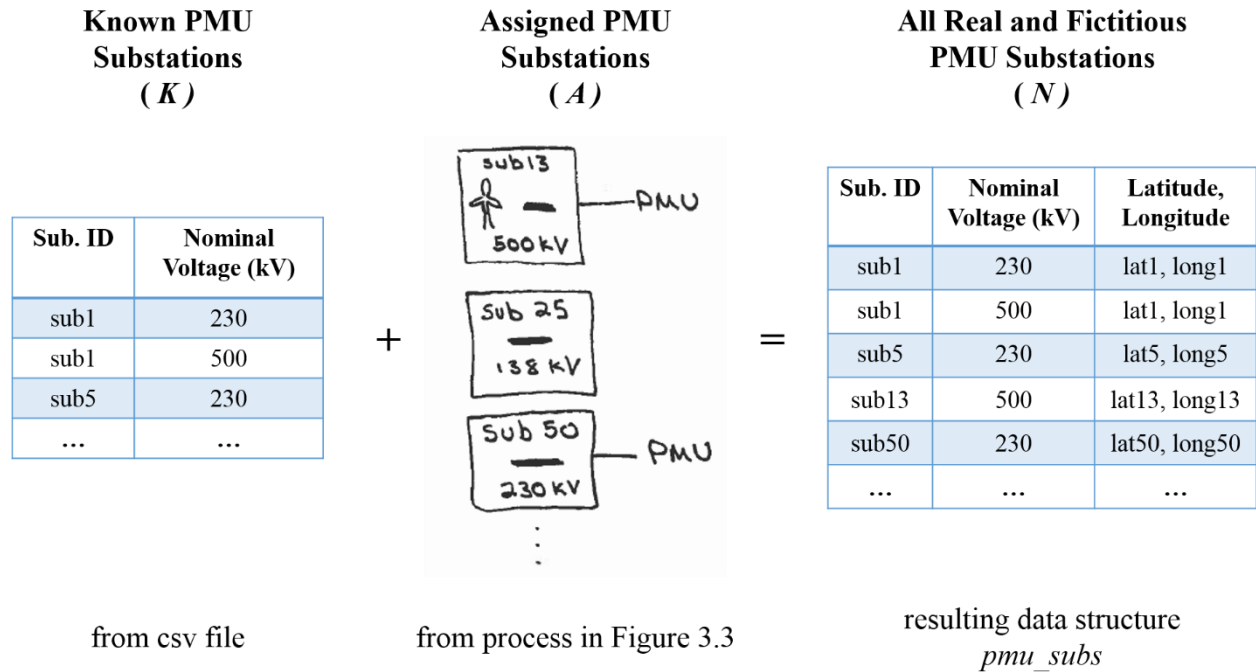 Known PMU
Substations
( K )
Sub. ID Nominal
Voltage (kV)
sub1 230
sub1 500
sub5 230
... ...
from csv file
+
Assigned PMU
Substations
( A )
sub13
500 KV
PMU
Sub 25
138 KV
Sub 50
230 KV
PMU
from process in Figure 3.3
=
All Real and Fictitious
PMU Substations
( N )
Sub. ID Nominal Latitude,
Voltage (kV) Longitude
sub1 230 lat1, long1
sub1 500 lat1, long1
sub5 230 lat5, long5
sub13 500 lat13, long13
sub50 230 lat50, long50
... ... ...
resulting data structure
pmu_subs